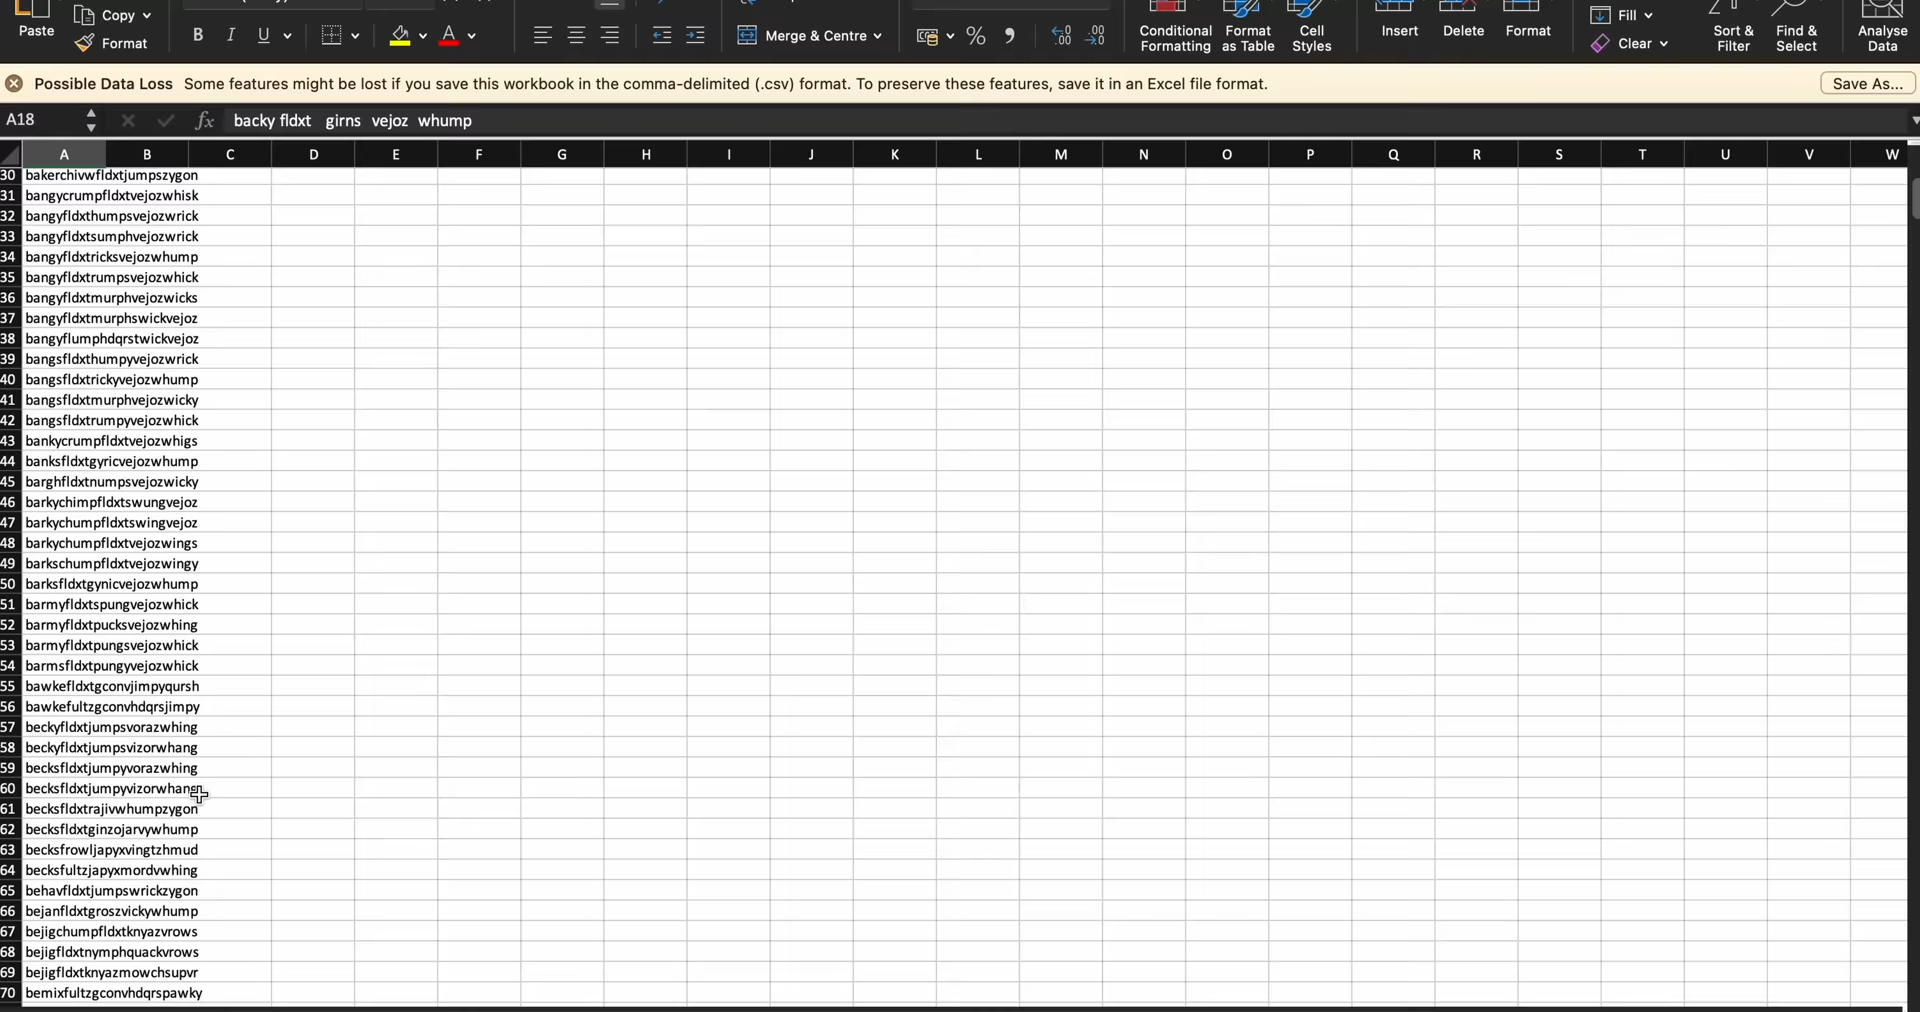 Paste
Copy
Format
B I U
A
Merge & Centre
%
Conditional Formatting
Format as Table
Cell Styles
Insert
Delete
Format
Fill
Clear
Sort & Filter
Find & Select
Analyse Data
Possible Data Loss Some features might be lost if you save this workbook in the comma-delimited (.csv) format. To preserve these features, save it in an Excel file format.
Save As...
A18
fx backy fldxt girns vejoz whump
A B C D E F G H I J K L M N O P Q R S T U V W
30 bakerchivwfldxtjumpszygon
31 bangycrumpfldxtvejozwhisk
32 bangyfldxthumpsvejozwrick
33 bangyfldxtsumphvejozwrick
34 bangyfldxtricksvejozwhump
35 bangyfldxtrumpsvejozwhick
36 bangyfldxtmurphvejozwicks
37 bangyfldxtmurphswickvejoz
38 bangyflumphdqrstwickvejoz
39 bangsfldxthumpyvejozwrick
40 bangsfldxtrickyvejozwhump
41 bangsfldxtmurphvejozwicky
42 bangsfldxtrumpyvejozwhick
43 bankycrumpfldxtvejozwhigs
44 banksfldxtgyricvejozwhump
45 barghfldxtnumpsvejozwicky
46 barkychimpfldxtswungvejoz
47 barkychumpfldxtswingvejoz
48 barkychumpfldxtvejozwings
49 barkschumpfldxtvejozwingy
50 barksfldxtgynicvejozwhump
51 barmyfldxtspungvejozwhick
52 barmyfldxtpucksvejozwhing
53 barmyfldxtpungsvejozwhick
54 barmsfldxtpungyvejozwhick
55 bawkefldxtgconvjimpyqursh
56 bawkefultzgconvhdqrsjimpy
57 beckyfldxtjumpsvorazwhing
58 beckyfldxtjumpsvizorwhang
59 becksfldxtjumpyvorazwhing
60 becksfldxtjumpyvizorwhang
61 becksfldxtrajivwhumpzygon
62 becksfldxtginzojarvywhump
63 becksfrowljapyxvingtzhmud
64 becksfultzjapyxmordvwhing
65 behavfldxtjumpswrickzygon
66 bejanfldxtgroszvickywhump
67 bejigchumpfldxtknyazvrows
68 bejigfldxtnymphquackvrows
69 bejigfldxtknyazmowchsupvr
70 bemixfultzgconvhdqrspawky